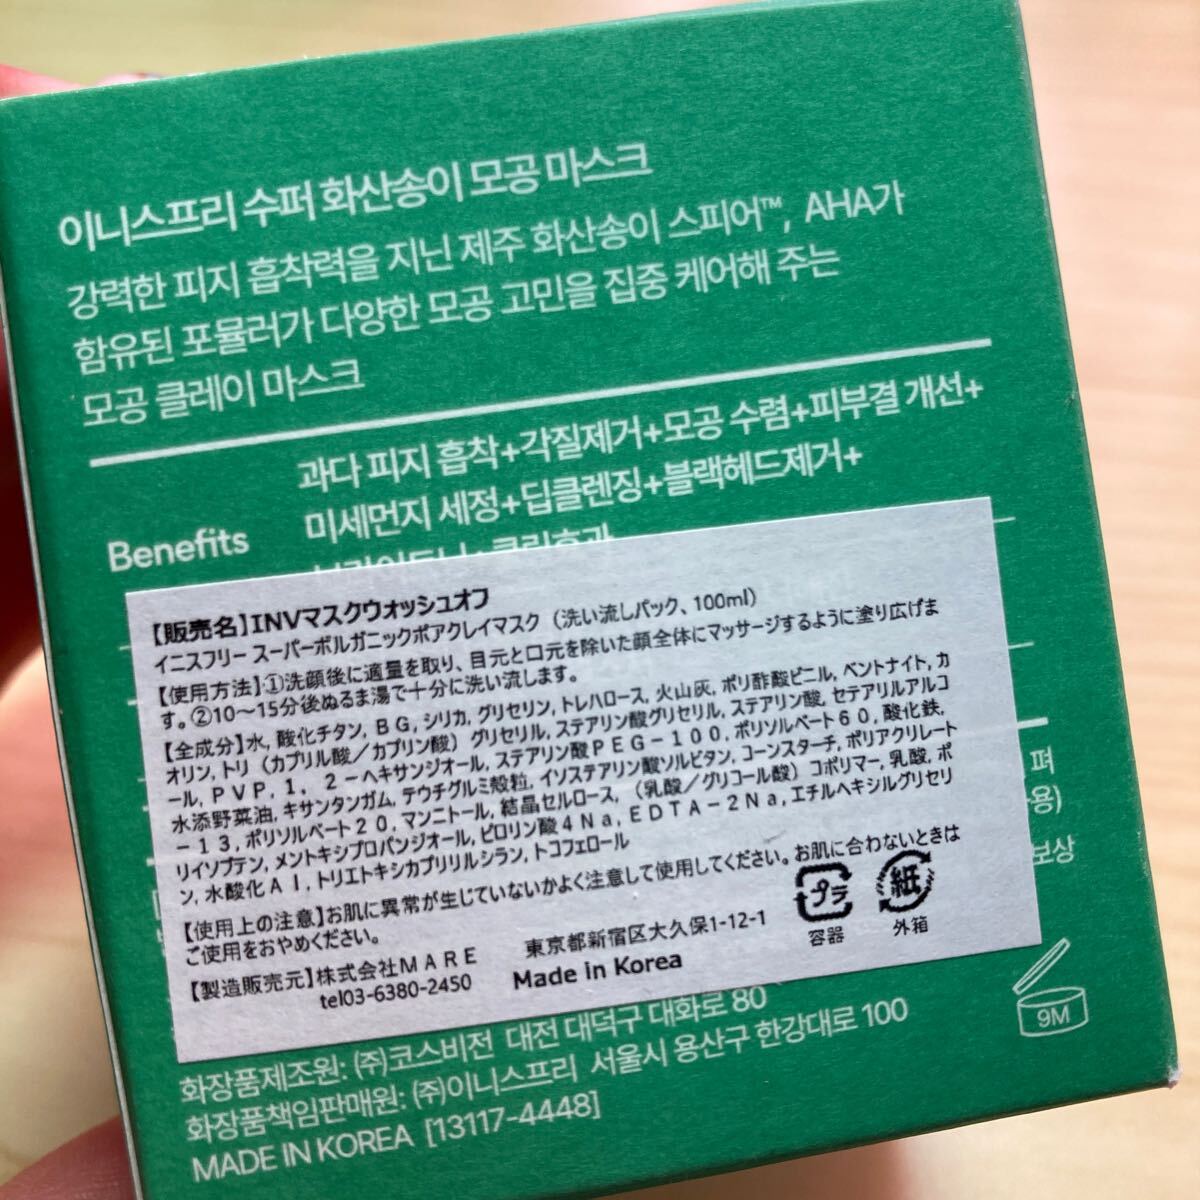 이니스프리 수퍼 화산송이 모공 마스크
강력한 피지 흡착력을 지닌 제주 화산송이 스피어™, AHA가
함유된 포뮬러가 다양한 모공 고민을 집중 케어해 주는
모공 클레이 마스크
Benefits
과다 피지 흡착+각질제거+모공 수렴+피부결 개선+
미세먼지 세정+딥클렌징+블랙헤드제거+
【販売名】INVマスクウォッシュオフ
イニスフリー スーパーボルガニックポアクレイマスク（洗い流しパック、100ml）
【使用方法】①洗顔後に適量を取り、目元と口元を除いた顔全体にマッサージするように塗り広げま
す。②10～15分後ぬるま湯で十分に洗い流します。
【全成分】水, 酸化チタン, ＢＧ, シリカ, グリセリン, トレハロース, 火山灰, ポリ酢酸ビニル, ベントナイト, カ
オリン, トリ（カプリル酸／カプリン酸）グリセリル, ステアリン酸グリセリル, ステアリン酸, セテアリルアルコ
ール, ＰＶＰ, １，２－ヘキサンジオール, ステアリン酸ＰＥＧ－100, ポリソルベート６０, 酸化鉄,
水添野菜油, キサンタンガム, テウチグルミ殻粒, イソステアリン酸ソルビタン, コーンスターチ, ポリアクリレート
－１３, ポリソルベート２０, マンニトール, 結晶セルロース, （乳酸／グリコール酸）コポリマー, 乳酸, ポ
リイソブテン, メントキシプロパンジオール, ピロリン酸４Ｎａ, ＥＤＴＡ－２Ｎａ, エチルヘキシルグリセリ
ン, 水酸化ＡＩ, トリエトキシカプリリルシラン, トコフェロール
【使用上の注意】お肌に異常が生じていないかよく注意して使用してください。お肌に合わないときは
ご使用をおやめください。
【製造販売元】株式会社ＭＡＲＥ 東京都新宿区大久保1-12-1
tel03-6380-2450 Made in Korea
プラ
容器
紙
外箱
펴
용)
보상
9M
화장품제조원: (주)코스비전 대전 대덕구 대화로 80
화장품책임판매원: (주)이니스프리 서울시 용산구 한강대로 100
MADE IN KOREA [13117-4448]